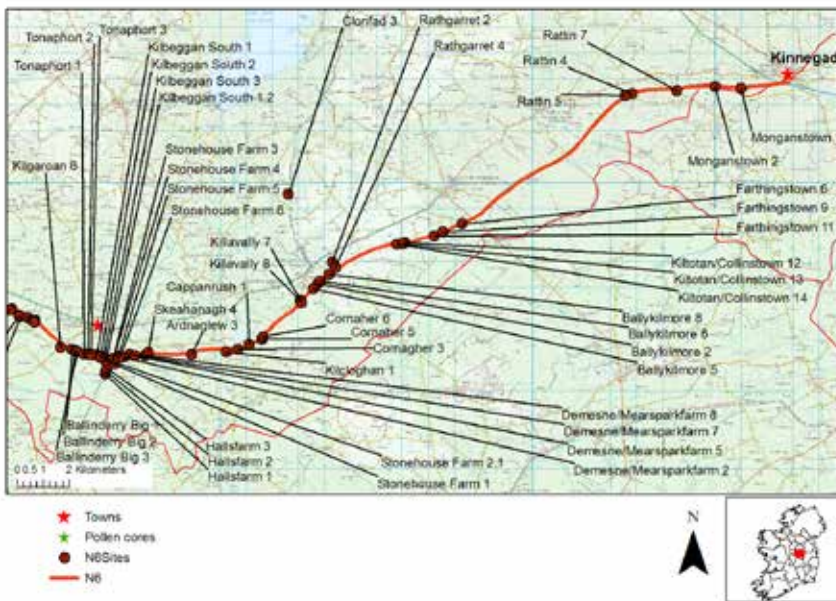 Tonaphort 3
Tonaphort 2
Tonaphort 1
Kilbeggan South 1
Kilbeggan South 2
Kilbeggan South 3
Kilbeggan South 1.2
Clonfad 3
Rathgarret 2
Rathgarret 4
Rattin 7
Rattin 4
Rattin 5
Kinnegad
Monganstown
Monganstown 2
Kilgaroan 8
Stonehouse Farm 3
Stonehouse Farm 4
Stonehouse Farm 5
Stonehouse Farm 6
Farthingstown 6
Farthingstown 9
Farthingstown 11
Killavally 7
Killavally 8
Kiltotan/Collinstown 12
Kiltotan/Collinstown 13
Kiltotan/Collinstown 14
Cappanrush 1
Skeahanagh 4
Ardnaglew 3
Cornaher 6
Cornaher 5
Cornagher 3
Kilcloghan 1
Ballykilmore 8
Ballykilmore 6
Ballykilmore 2
Ballykilmore 5
Ballinderry Big 1
Ballinderry Big 2
Ballinderry Big 3
Hallsfarm 3
Hallsfarm 2
Hallsfarm 1
Stonehouse Farm 2.1
Stonehouse Farm 1
Demesne/Mearsparkfarm 8
Demesne/Mearsparkfarm 7
Demesne/Mearsparkfarm 5
Demesne/Mearsparkfarm 2
0 0.5 1 2 Kilometers
Towns
Pollen cores
N6Sites
N6
N